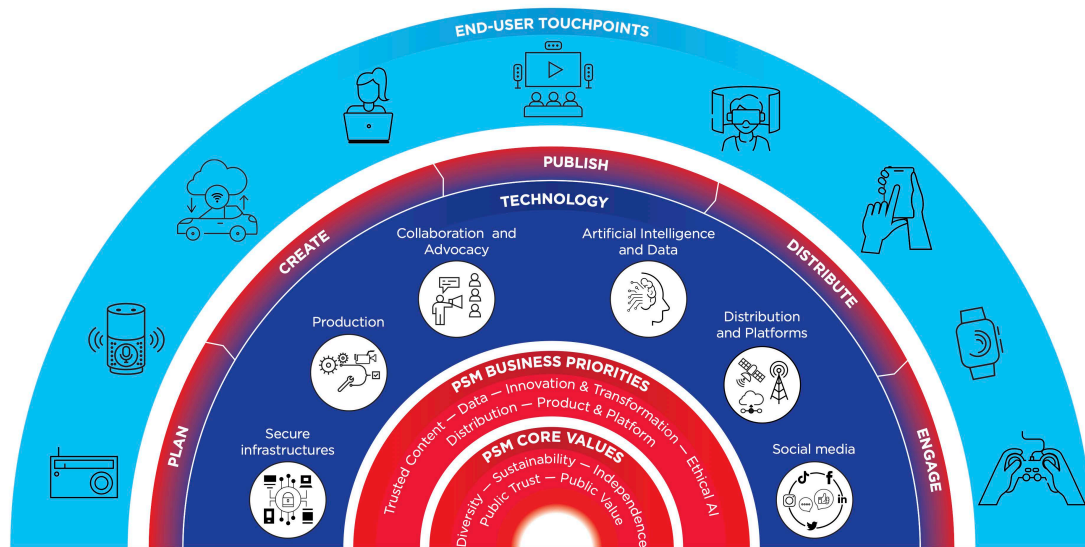 END-USER TOUCHPOINTS
PLAN
CREATE
PUBLISH
DISTRIBUTE
ENGAGE
TECHNOLOGY
Secure
infrastructures
Production
Collaboration and
Advocacy
Artificial Intelligence
and Data
Distribution
and Platforms
Social media
in
PSM BUSINESS PRIORITIES
Trusted Content — Data — Innovation & Transformation — Ethical AI
Distribution — Product & Platform
PSM CORE VALUES
Diversity — Sustainability — Independence
Public Trust — Public Value